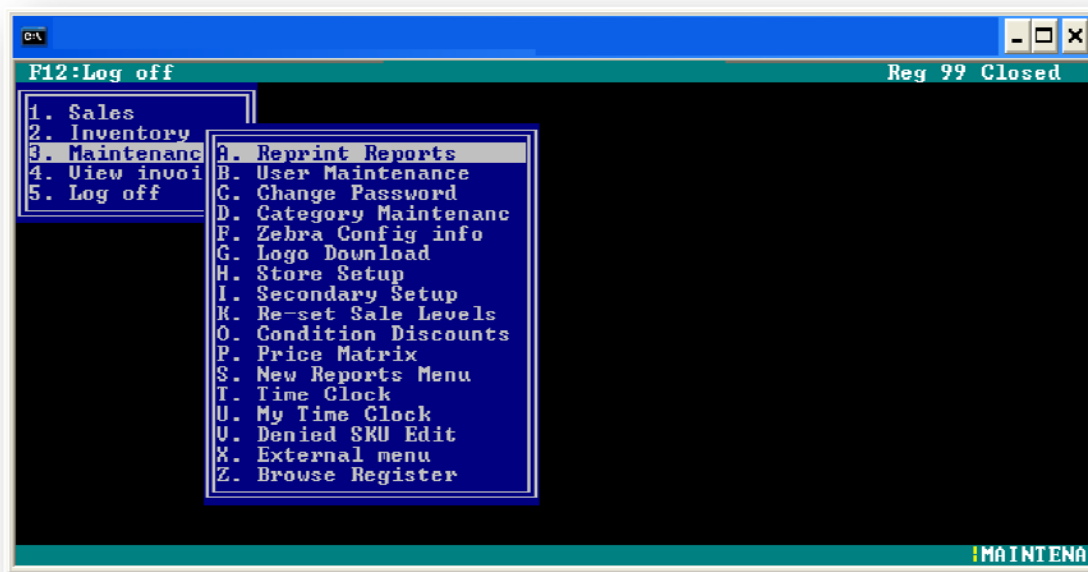 C:\
F12:Log off Reg 99 Closed
1. Sales
2. Inventory
3. Maintenanc
4. View invoi
5. Log off
A. Reprint Reports
B. User Maintenance
C. Change Password
D. Category Maintenanc
F. Zebra Config info
G. Logo Download
H. Store Setup
I. Secondary Setup
K. Re-set Sale Levels
O. Condition Discounts
P. Price Matrix
S. New Reports Menu
T. Time Clock
U. My Time Clock
V. Denied SKU Edit
X. External menu
Z. Browse Register
|MAINTENA